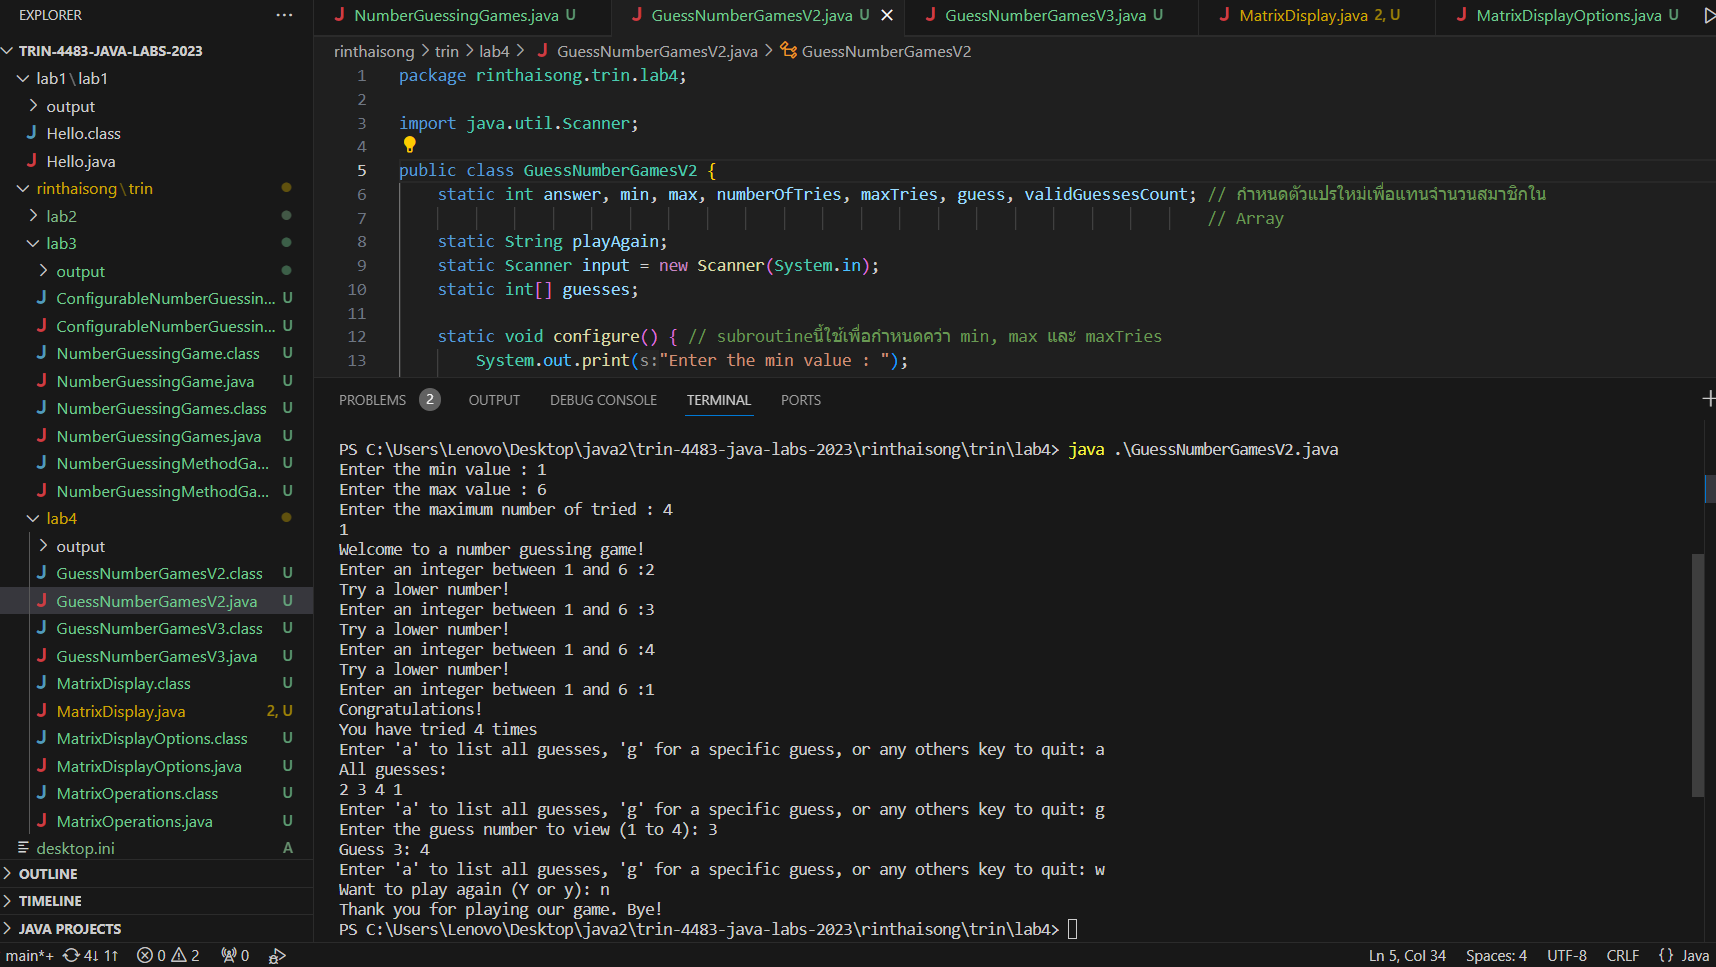 EXPLORER
TRIN-4483-JAVA-LABS-2023
lab1\lab1
output
Hello.class
Hello.java
rinthaisong\trin
lab2
lab3
output
ConfigurableNumberGuessin... U
ConfigurableNumberGuessin... U
NumberGuessingGame.class U
NumberGuessingGame.java U
NumberGuessingGames.class U
NumberGuessingGames.java U
NumberGuessingMethodGa... U
NumberGuessingMethodGa... U
lab4
output
GuessNumberGamesV2.class U
GuessNumberGamesV2.java U
GuessNumberGamesV3.class U
GuessNumberGamesV3.java U
MatrixDisplay.class U
MatrixDisplay.java 2, U
MatrixDisplayOptions.class U
MatrixDisplayOptions.java U
MatrixOperations.class U
MatrixOperations.java U
desktop.ini A
OUTLINE
TIMELINE
JAVA PROJECTS
NumberGuessingGames.java U GuessNumberGamesV2.java U GuessNumberGamesV3.java U MatrixDisplay.java 2, U MatrixDisplayOptions.java U
rinthaisong > trin > lab4 > GuessNumberGamesV2.java > GuessNumberGamesV2
1 package rinthaisong.trin.lab4;
2
3 import java.util.Scanner;
4
5 public class GuessNumberGamesV2 {
6 static int answer, min, max, numberOfTries, maxTries, guess, validGuessesCount; // กำหนดตัวแปรใหม่เพื่อแทนจำนวนสมาชิกใน
7 // Array
8 static String playAgain;
9 static Scanner input = new Scanner(System.in);
10 static int[] guesses;
11
12 static void configure() { // subroutineนี้ใช้เพื่อกำหนดคว่า min, max และ maxTries
13 System.out.print(s:"Enter the min value : ");
PROBLEMS 2 OUTPUT DEBUG CONSOLE TERMINAL PORTS
PS C:\Users\Lenovo\Desktop\java2\trin-4483-java-labs-2023\rinthaisong\trin\lab4> java .\GuessNumberGamesV2.java
Enter the min value : 1
Enter the max value : 6
Enter the maximum number of tried : 4
1
Welcome to a number guessing game!
Enter an integer between 1 and 6 :2
Try a lower number!
Enter an integer between 1 and 6 :3
Try a lower number!
Enter an integer between 1 and 6 :4
Try a lower number!
Enter an integer between 1 and 6 :1
Congratulations!
You have tried 4 times
Enter 'a' to list all guesses, 'g' for a specific guess, or any others key to quit: a
All guesses:
2 3 4 1
Enter 'a' to list all guesses, 'g' for a specific guess, or any others key to quit: g
Enter the guess number to view (1 to 4): 3
Guess 3: 4
Enter 'a' to list all guesses, 'g' for a specific guess, or any others key to quit: w
Want to play again (Y or y): n
Thank you for playing our game. Bye!
PS C:\Users\Lenovo\Desktop\java2\trin-4483-java-labs-2023\rinthaisong\trin\lab4>
main*+ 4↓ 1↑ 0 2 0 Ln 5, Col 34 Spaces: 4 UTF-8 CRLF {} Java